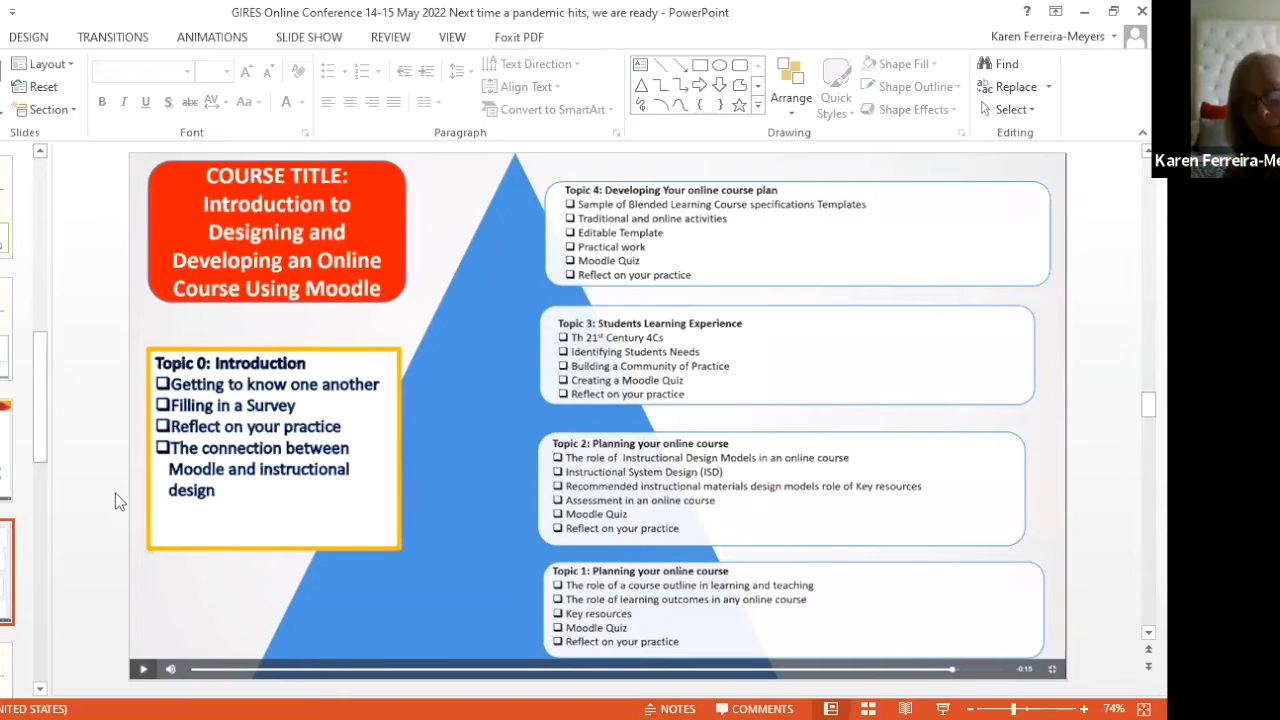 GIRES Online Conference 14-15 May 2022 Next time a pandemic hits, we are ready - PowerPoint
DESIGN TRANSITIONS ANIMATIONS SLIDE SHOW REVIEW VIEW Foxit PDF
Karen Ferreira-Meyers
Layout
Reset
Section
Slides
Font
Text Direction
Align Text
Convert to SmartArt
Paragraph
Arrange
Quick
Styles
Shape Fill
Shape Outline
Shape Effects
Drawing
Find
Replace
Select
Editing
Karen Ferreira-Me
COURSE TITLE:
Introduction to
Designing and
Developing an Online
Course Using Moodle
Topic 0: Introduction
Getting to know one another
Filling in a Survey
Reflect on your practice
The connection between
Moodle and instructional
design
Topic 4: Developing Your online course plan
Sample of Blended Learning Course specifications Templates
Traditional and online activities
Editable Template
Practical work
Moodle Quiz
Reflect on your practice
Topic 3: Students Learning Experience
Th 21st Century 4Cs
Identifying Students Needs
Building a Community of Practice
Creating a Moodle Quiz
Reflect on your practice
Topic 2: Planning your online course
The role of Instructional Design Models in an online course
Instructional System Design (ISD)
Recommended instructional materials design models role of Key resources
Assessment in an online course
Moodle Quiz
Reflect on your practice
Topic 1: Planning your online course
The role of a course outline in learning and teaching
The role of learning outcomes in any online course
Key resources
Moodle Quiz
Reflect on your practice
-0:15
NITED STATES)
NOTES COMMENTS 74%